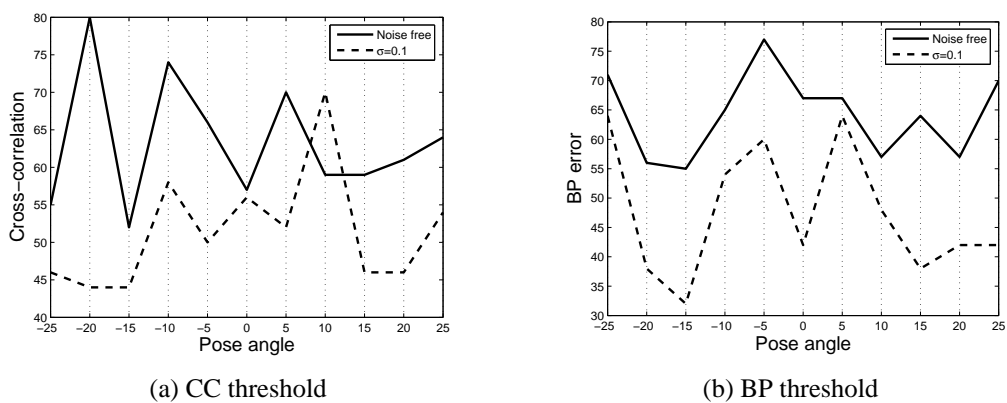 80
75
70
65
60
55
50
45
40
Cross−correlation
Noise free
σ=0.1
−25 −20 −15 −10 −5 0 5 10 15 20 25
Pose angle
(a) CC threshold
80
75
70
65
60
55
50
45
40
35
30
BP error
Noise free
σ=0.1
−25 −20 −15 −10 −5 0 5 10 15 20 25
Pose angle
(b) BP threshold